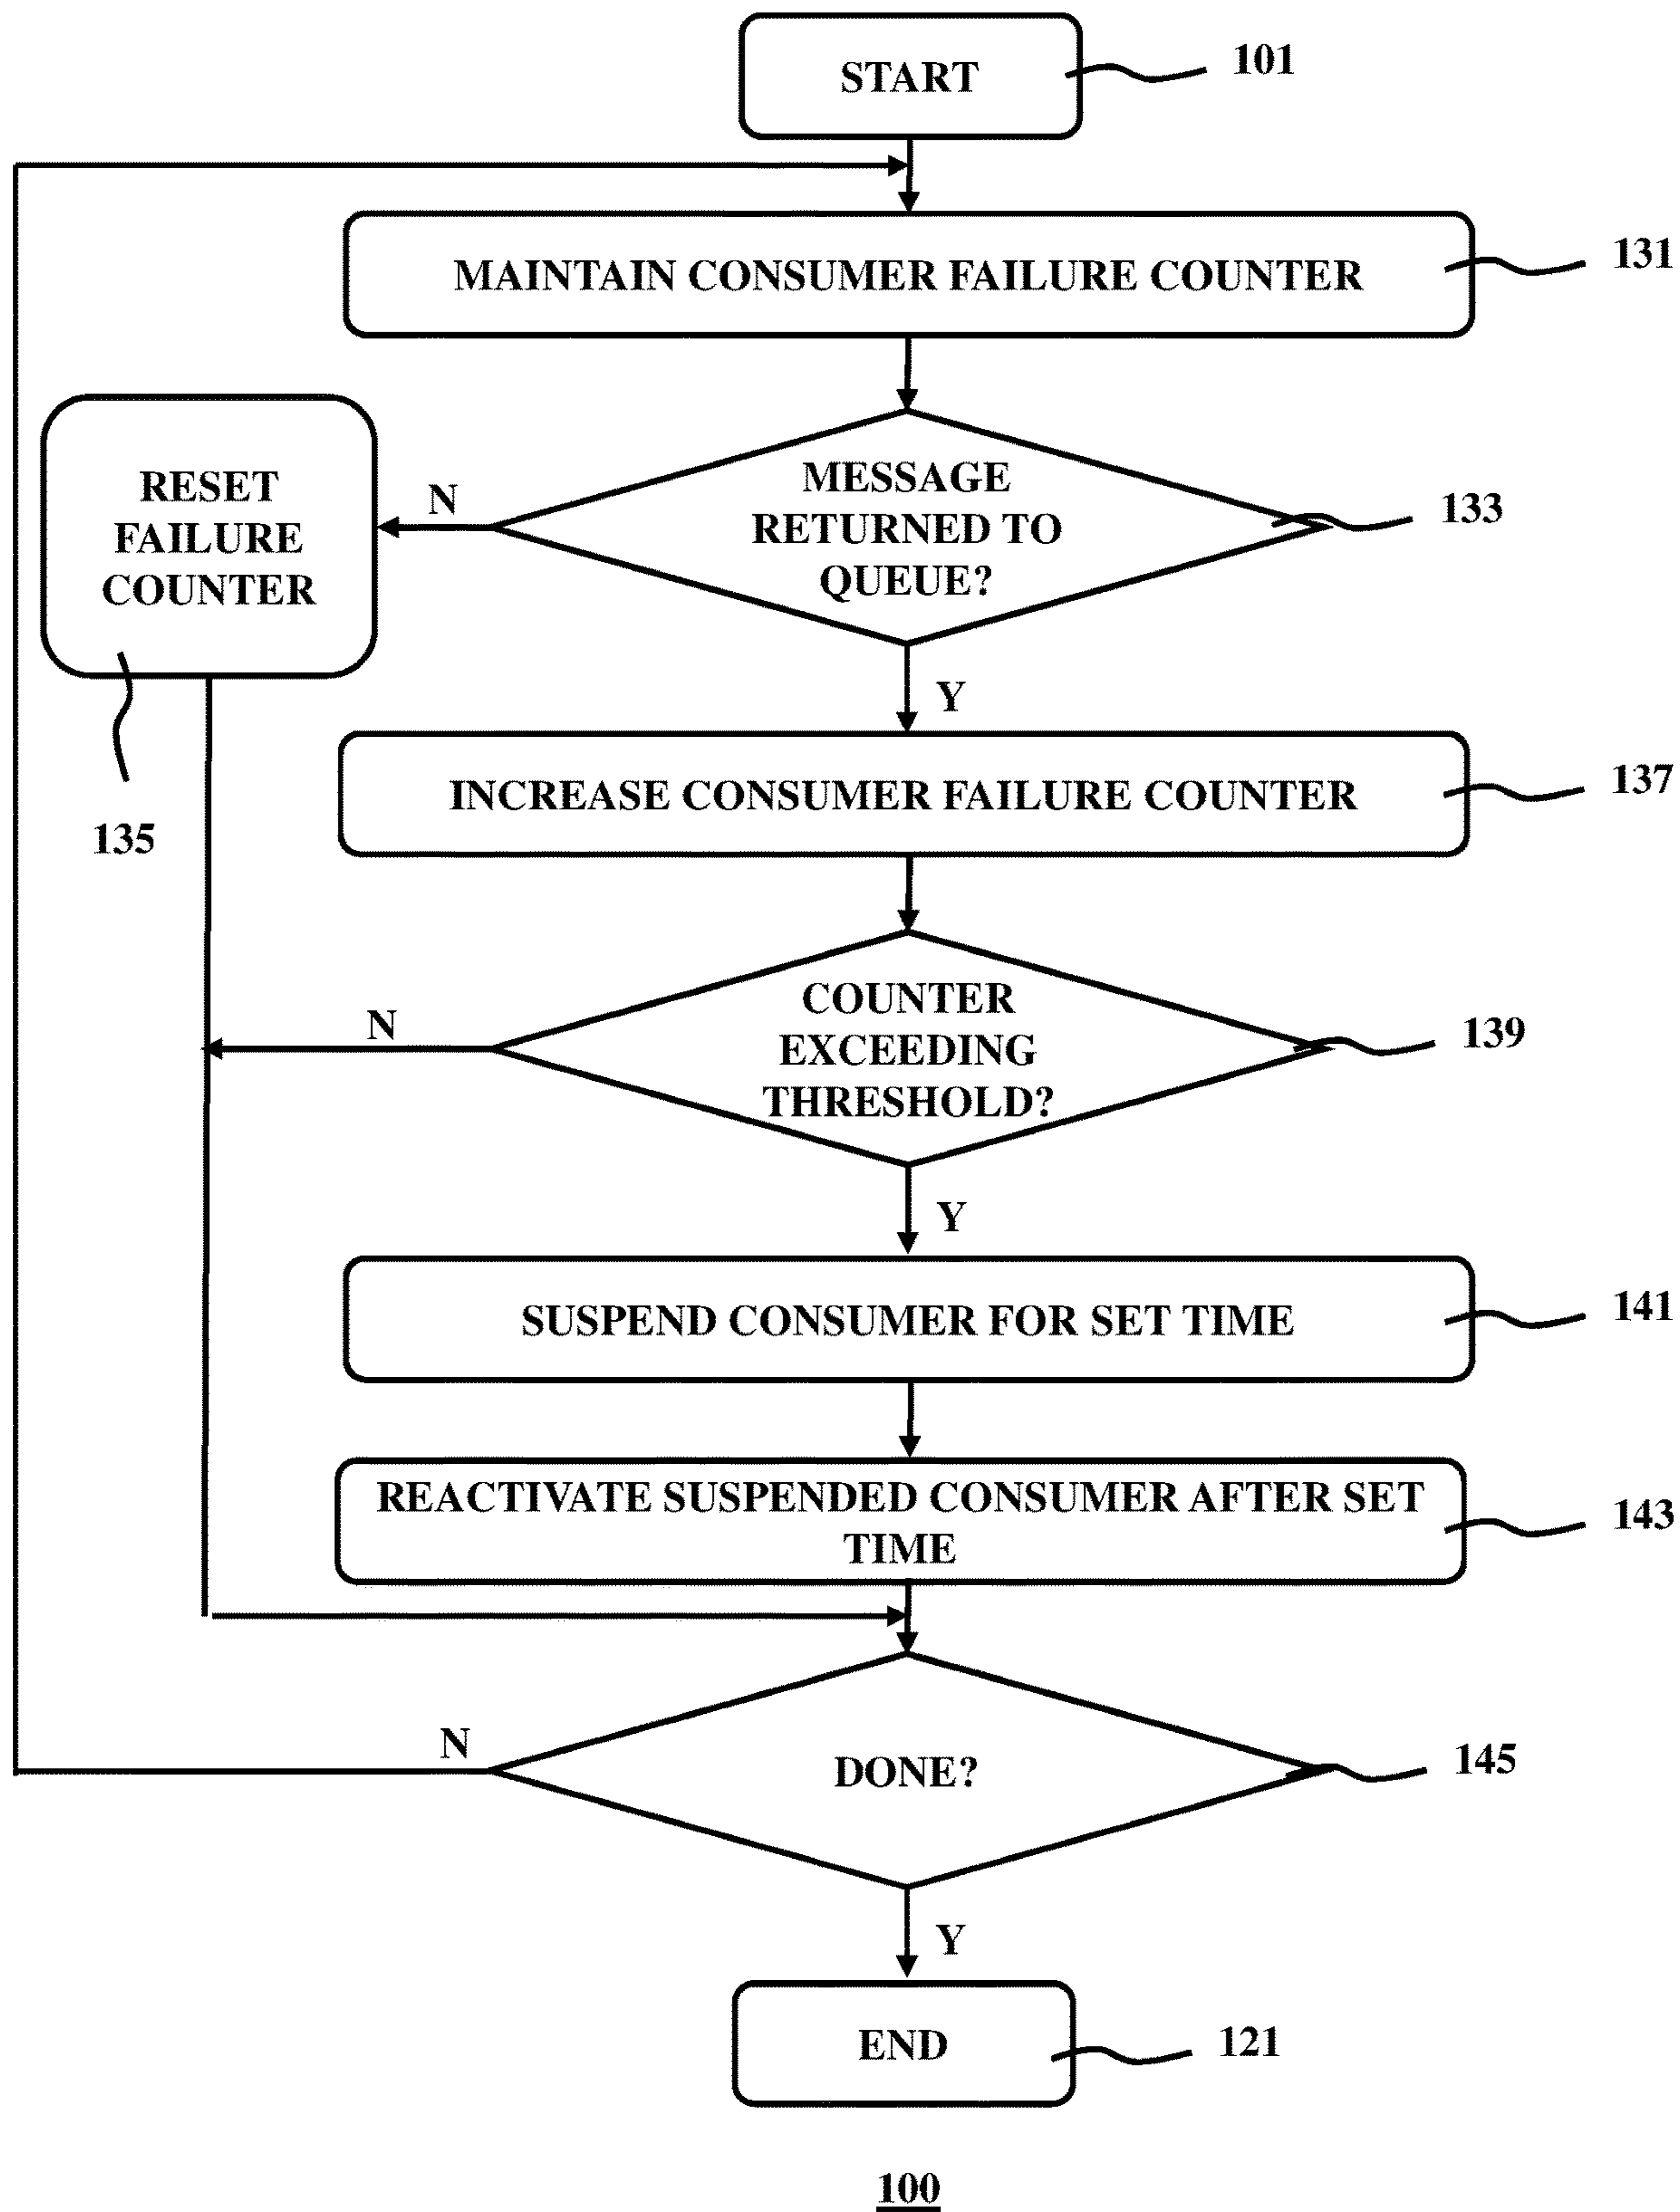 START
101
MAINTAIN CONSUMER FAILURE COUNTER
131
RESET
FAILURE
COUNTER
135
N
MESSAGE
RETURNED TO
QUEUE?
133
Y
INCREASE CONSUMER FAILURE COUNTER
137
N
COUNTER
EXCEEDING
THRESHOLD?
139
Y
SUSPEND CONSUMER FOR SET TIME
141
REACTIVATE SUSPENDED CONSUMER AFTER SET
TIME
143
N
DONE?
145
Y
END
121
100